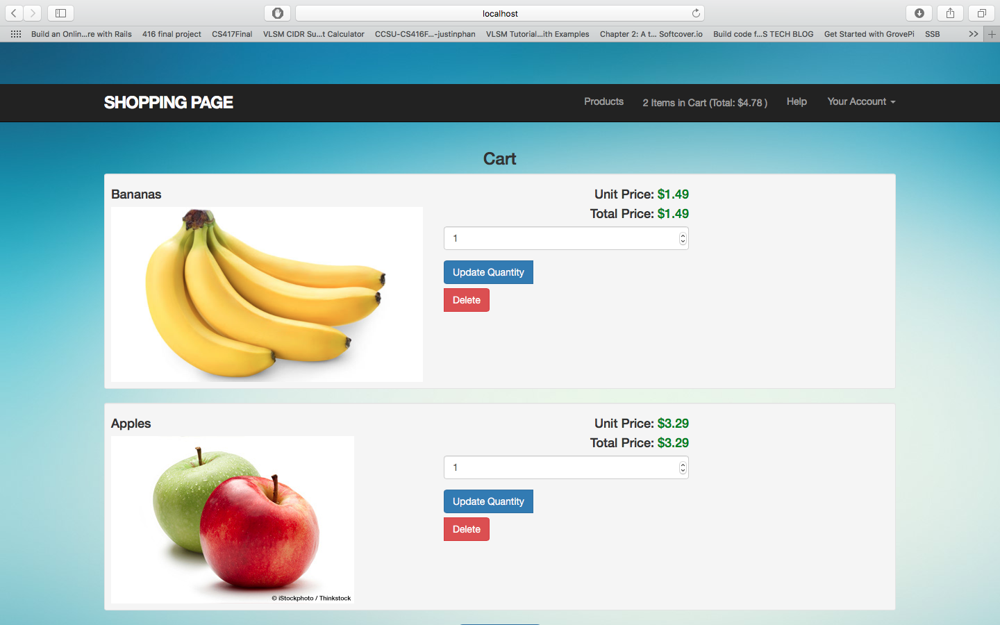 localhost
Build an Onlin...re with Rails
416 final project
CS417Final
VLSM CIDR Su...t Calculator
CCSU-CS416F...-justinphan
VLSM Tutorial...ith Examples
Chapter 2: A t... Softcover.io
Build code f...S TECH BLOG
Get Started with GrovePi
SSB
>>
+
SHOPPING PAGE
Products
2 Items in Cart (Total: $4.78 )
Help
Your Account
Cart
Bananas
Unit Price: $1.49
Total Price: $1.49
1
Update Quantity
Delete
Apples
Unit Price: $3.29
Total Price: $3.29
1
Update Quantity
Delete
© iStockphoto / Thinkstock